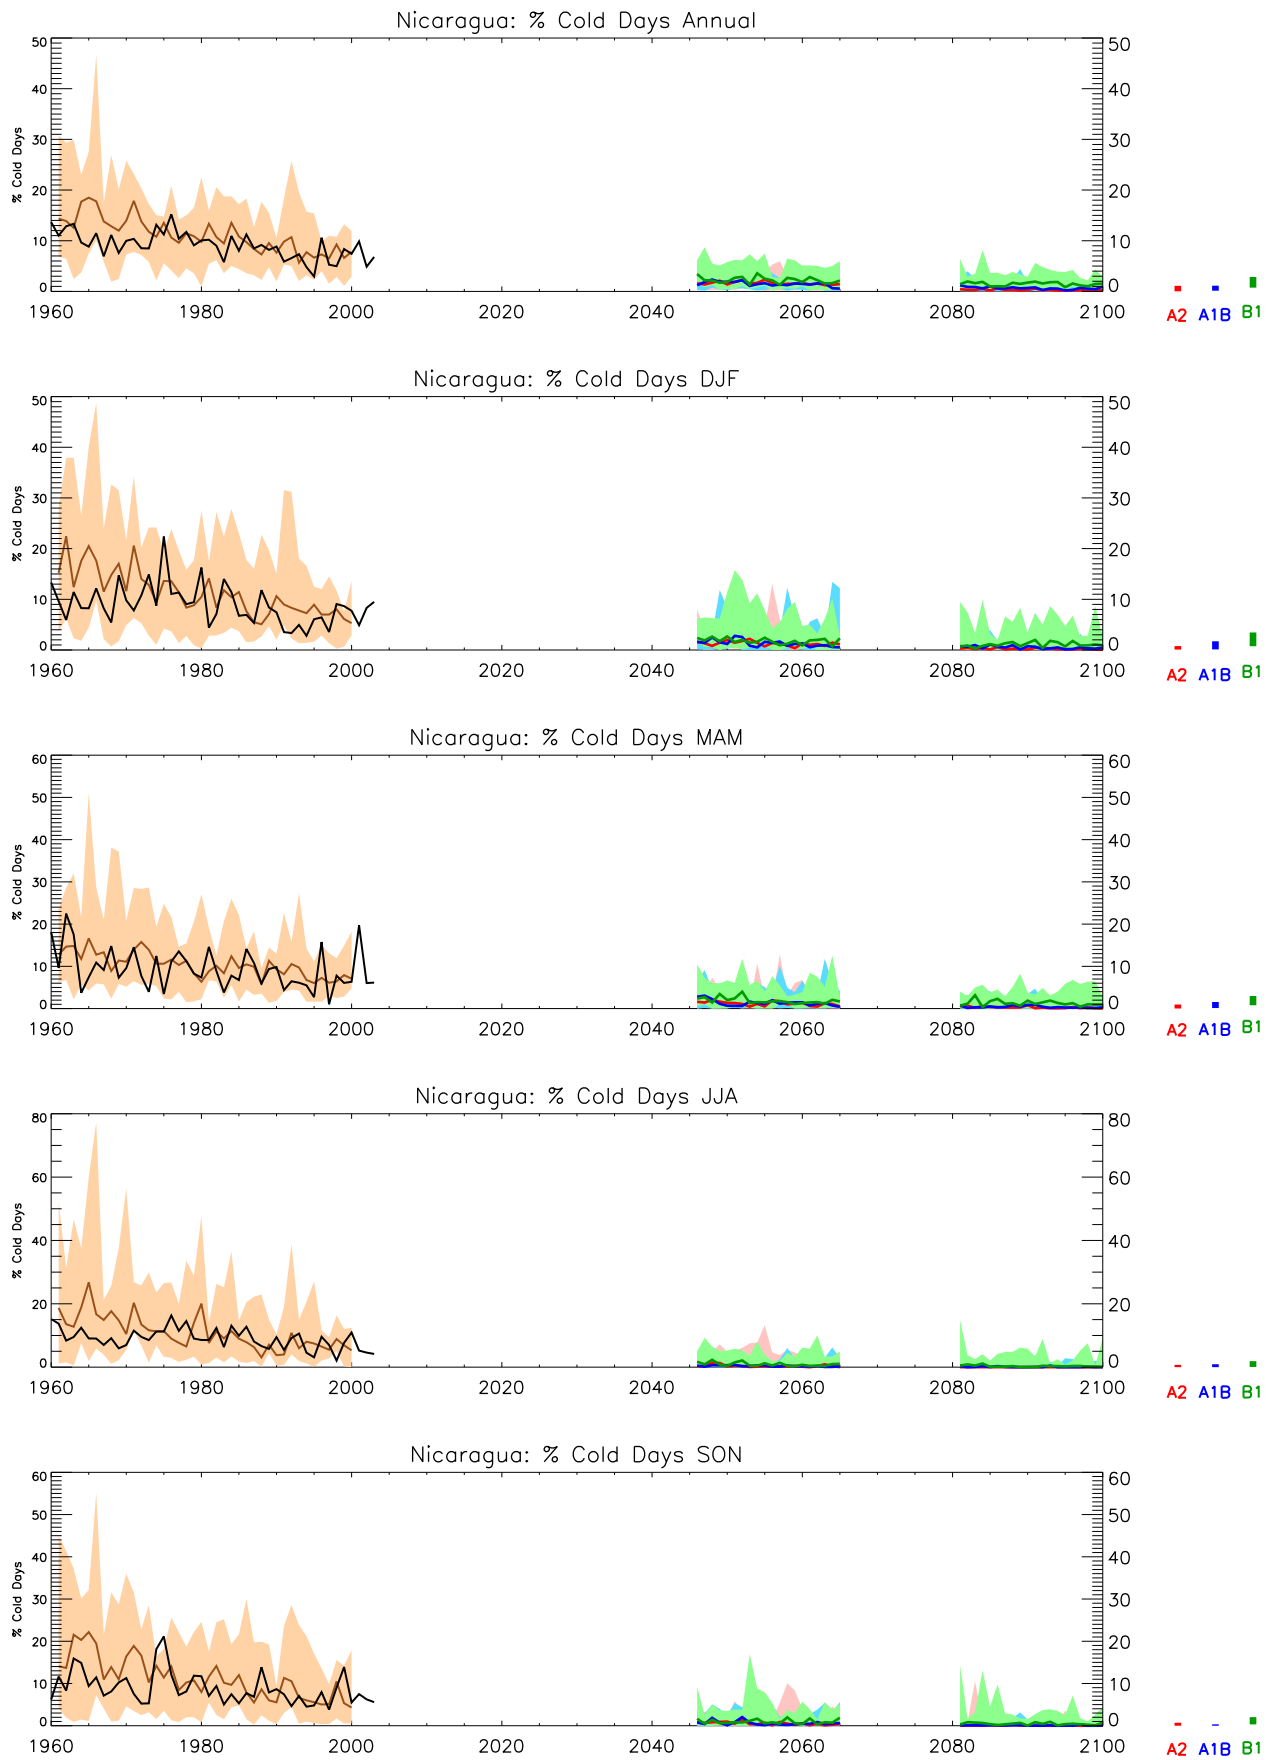 Nicaragua: % Cold Days Annual
50 50
40 40
30 30
% Cold Days
20 20
10 10
0 0
1960 1980 2000 2020 2040 2060 2080 2100
A2 A1B B1
Nicaragua: % Cold Days DJF
50 50
40 40
30 30
% Cold Days
20 20
10 10
0 0
1960 1980 2000 2020 2040 2060 2080 2100
A2 A1B B1
Nicaragua: % Cold Days MAM
60 60
50 50
40 40
30 30
% Cold Days
20 20
10 10
0 0
1960 1980 2000 2020 2040 2060 2080 2100
A2 A1B B1
Nicaragua: % Cold Days JJA
80 80
60 60
% Cold Days
40 40
20 20
0 0
1960 1980 2000 2020 2040 2060 2080 2100
A2 A1B B1
Nicaragua: % Cold Days SON
60 60
50 50
40 40
30 30
% Cold Days
20 20
10 10
0 0
1960 1980 2000 2020 2040 2060 2080 2100
A2 A1B B1